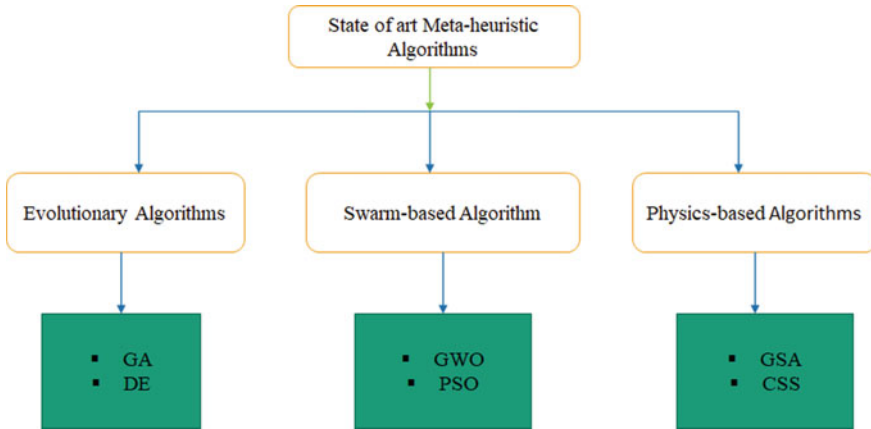 State of art Meta-heuristic
Algorithms
Evolutionary Algorithms
Swarm-based Algorithm
Physics-based Algorithms
▪ GA
▪ DE
▪ GWO
▪ PSO
▪ GSA
▪ CSS